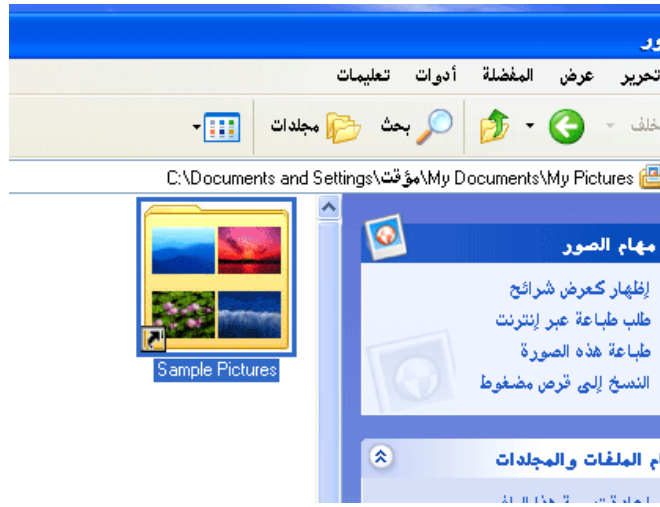 تحرير عرض المفضلة أدوات تعليمات
بحث مجلدات
C:\Documents and Settings\مؤقت\My Documents\My Pictures
مهام الصور
إظهار كعرض شرائح
طلب طباعة عبر إنترنت
طباعة هذه الصورة
النسخ إلى قرص مضغوط
الملفات والمجلدات
Sample Pictures